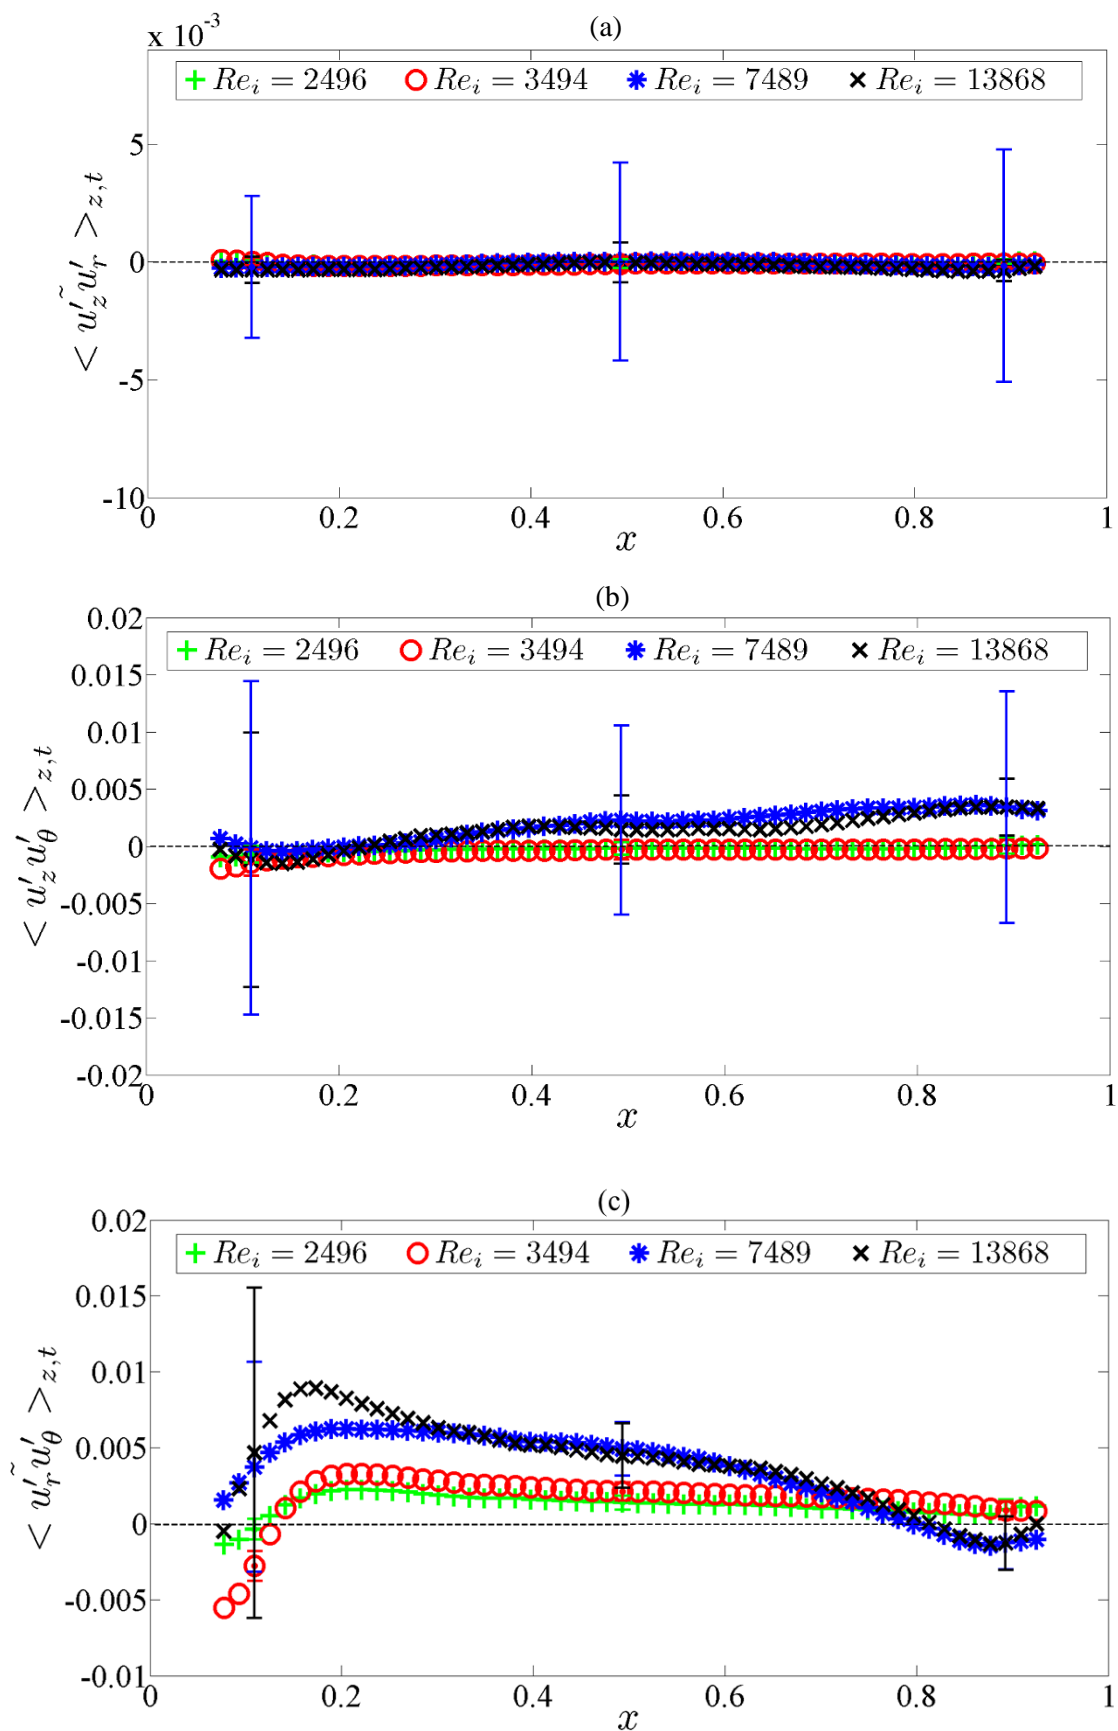 (a)
x 10⁻³
Re_i = 2496 Re_i = 3494 Re_i = 7489 Re_i = 13868
5
0
-5
-10
< u'_z ũ'_r >_{z,t}
0 0.2 0.4 0.6 0.8 1
x
(b)
0.02
Re_i = 2496 Re_i = 3494 Re_i = 7489 Re_i = 13868
0.015
0.01
0.005
0
-0.005
-0.01
-0.015
-0.02
< u'_z u'_θ >_{z,t}
0 0.2 0.4 0.6 0.8 1
x
(c)
0.02
Re_i = 2496 Re_i = 3494 Re_i = 7489 Re_i = 13868
0.015
0.01
0.005
0
-0.005
-0.01
< u'_r ũ'_θ >_{z,t}
0 0.2 0.4 0.6 0.8 1
x